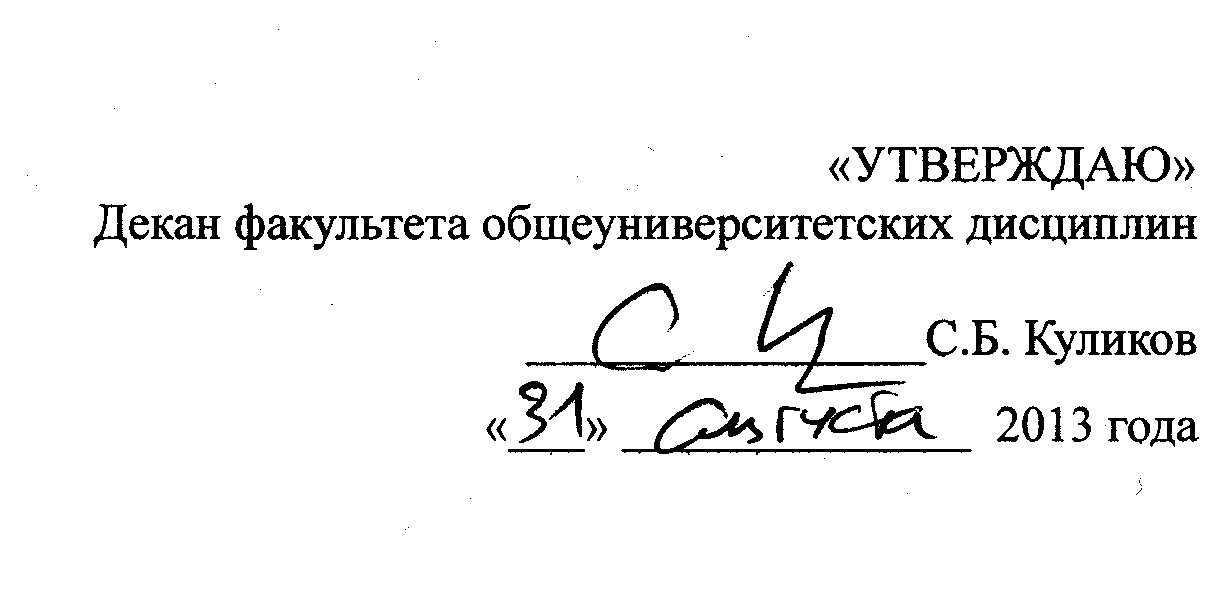 «УТВЕРЖДАЮ»
Декан факультета общеуниверситетских дисциплин
С.Б. Куликов
«31» августа 2013 года